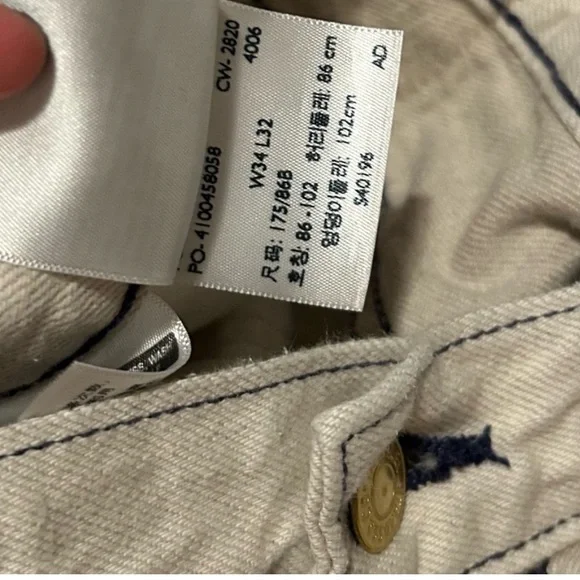 CW- 2820
4006
AD
PO- 4100458058
W34 L32
尺码: 175/86B
호칭: 86 -102 허리둘레: 86 cm
엉덩이둘레: 102cm
S40196